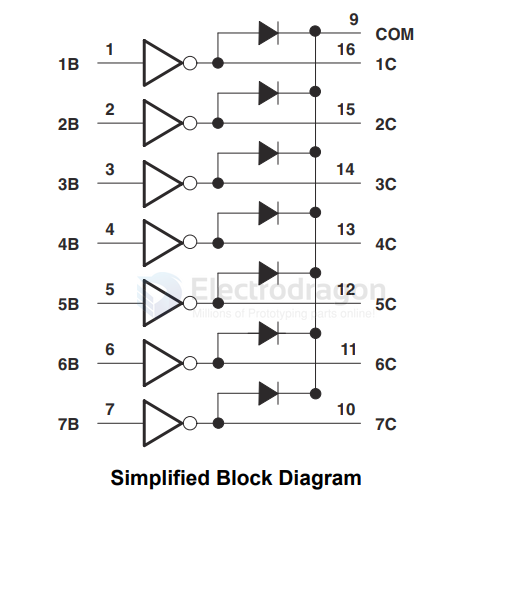 9 COM
1B 1 16 1C
2B 2 15 2C
3B 3 14 3C
4B 4 13 4C
5B 5 12 5C
Electrodragon
Millions of Prototyping parts online!
6B 6 11 6C
7B 7 10 7C
Simplified Block Diagram